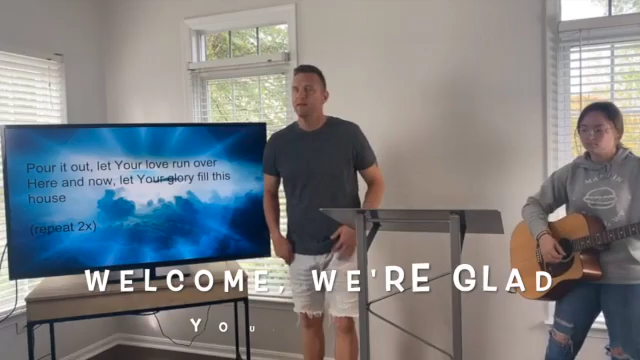 Pour it out, let Your love run over
Here and now, let Your glory fill this
house
(repeat 2x)
WELCOME, WE'RE GLAD
You